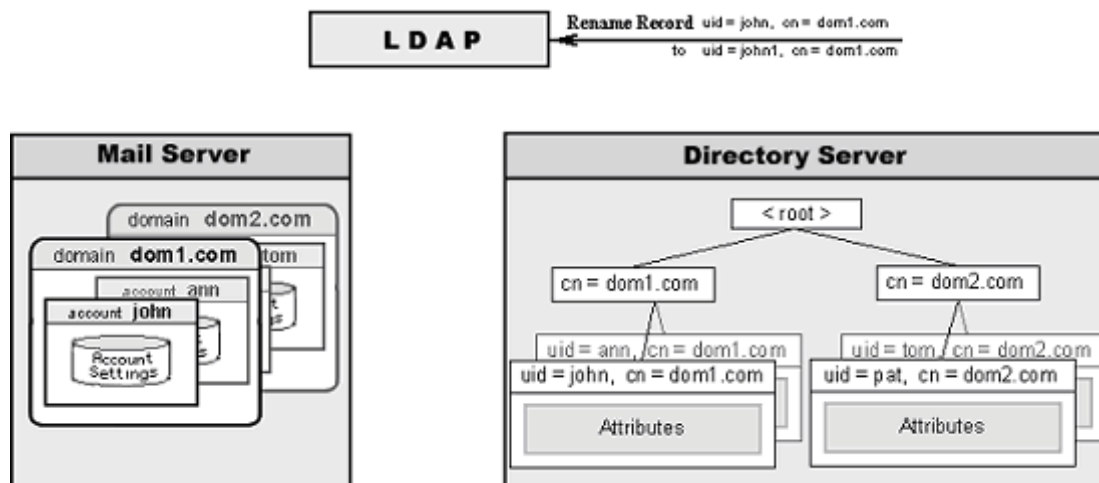 LDAP
Rename Record uid = john, cn = dom1.com
to uid = john1, cn = dom1.com
Mail Server
domain dom2.com
tom
domain dom1.com
account ann
account john
Account
Settings
Directory Server
< root >
cn = dom1.com
cn = dom2.com
uid = ann, cn = dom1.com
uid = tom, cn = dom2.com
uid = john, cn = dom1.com
uid = pat, cn = dom2.com
Attributes
Attributes